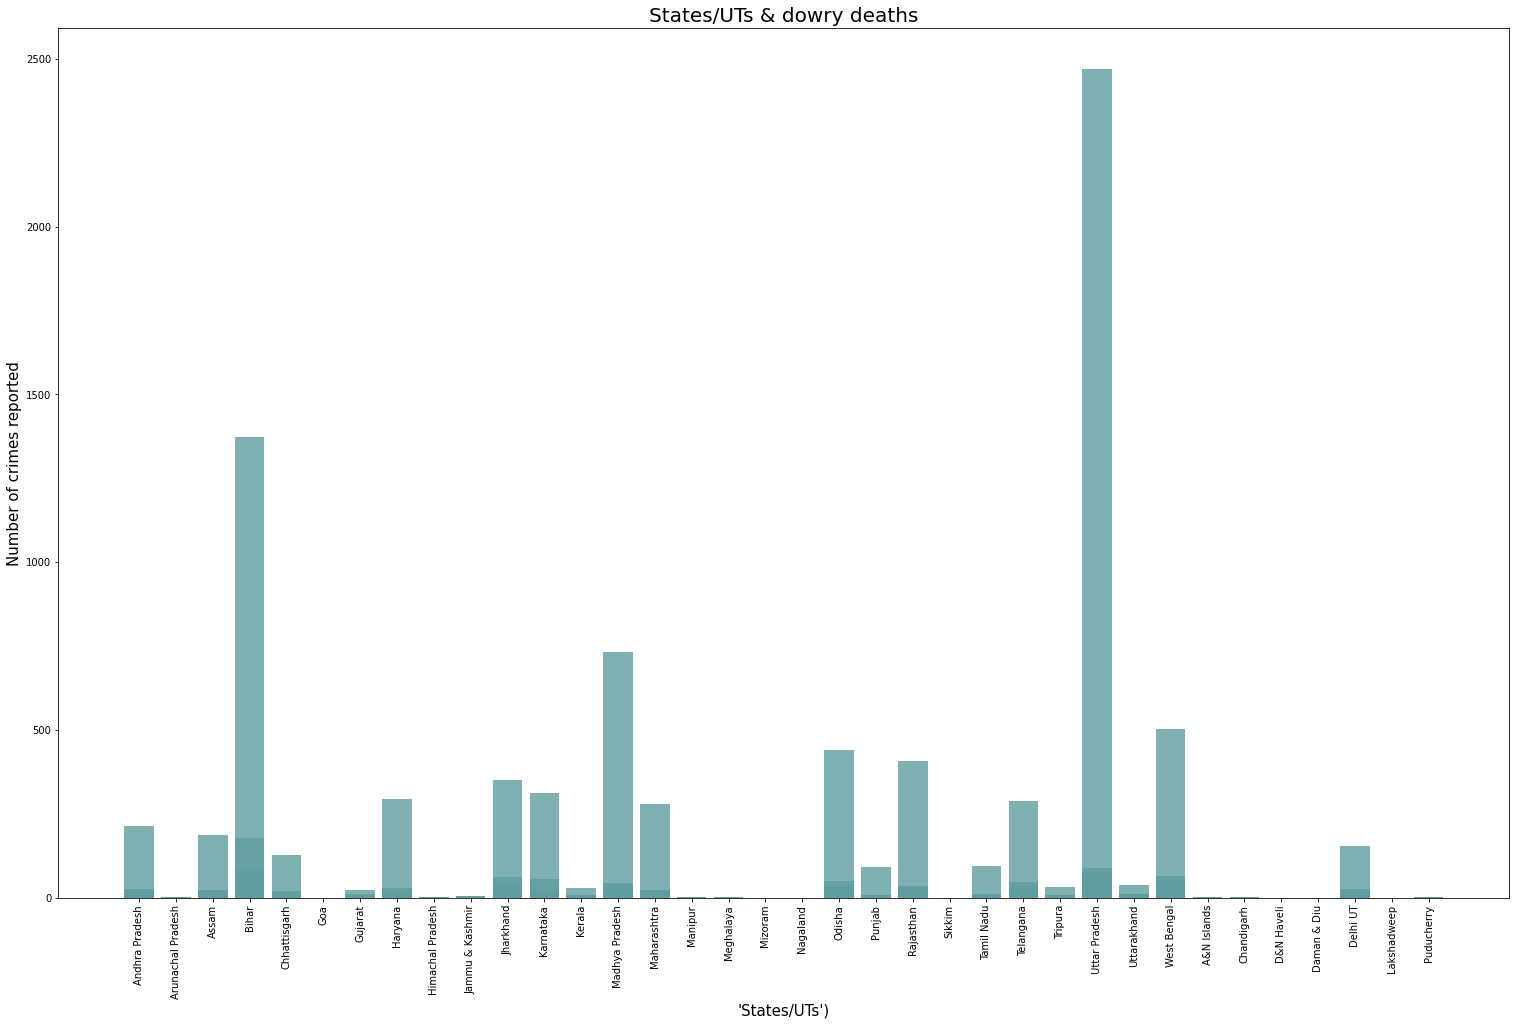 States/UTs & dowry deaths
Number of crimes reported
2500
2000
1500
1000
500
0
Andhra Pradesh
Arunachal Pradesh
Assam
Bihar
Chhattisgarh
Goa
Gujarat
Haryana
Himachal Pradesh
Jammu & Kashmir
Jharkhand
Karnataka
Kerala
Madhya Pradesh
Maharashtra
Manipur
Meghalaya
Mizoram
Nagaland
Odisha
Punjab
Rajasthan
Sikkim
Tamil Nadu
Telangana
Tripura
Uttar Pradesh
Uttarakhand
West Bengal
A&N Islands
Chandigarh
D&N Haveli
Daman & Diu
Delhi UT
Lakshadweep
Puducherry
'States/UTs')